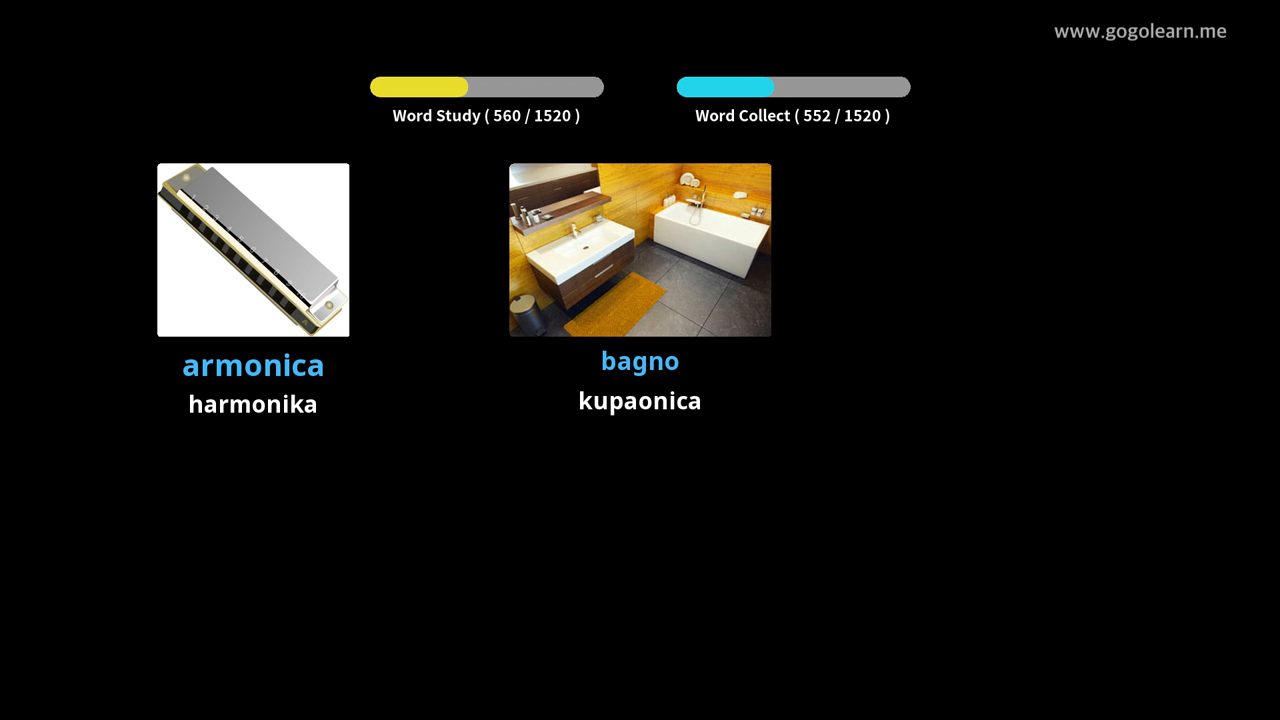 www.gogolearn.me
Word Study ( 560 / 1520 )
Word Collect ( 552 / 1520 )
armonica
harmonika
bagno
kupaonica